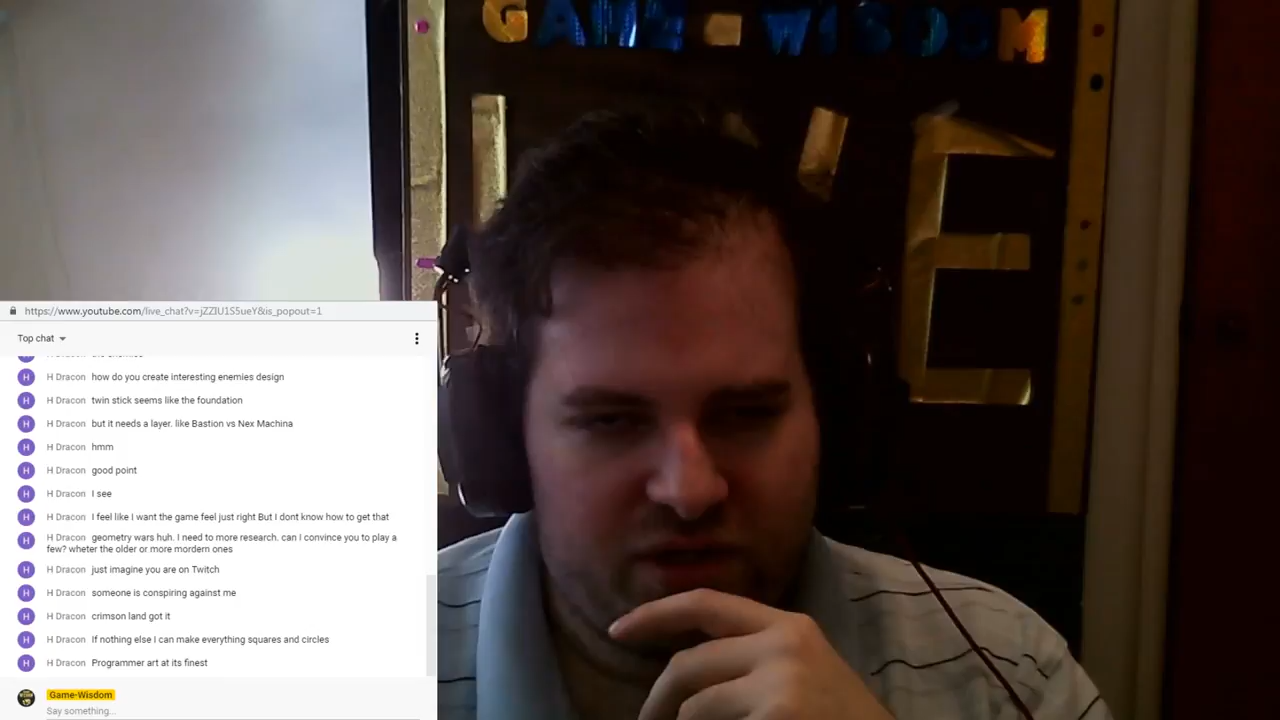 GAME-WISDOM
LIVE
https://www.youtube.com/live_chat?v=jZZIU1S5ueY&is_popout=1
Top chat
H Dracon how do you create interesting enemies design
H Dracon twin stick seems like the foundation
H Dracon but it needs a layer. like Bastion vs Nex Machina
H Dracon hmm
H Dracon good point
H Dracon I see
H Dracon I feel like I want the game feel just right But I dont know how to get that
H Dracon geometry wars huh. I need to more research. can I convince you to play a
few? wheter the older or more mordern ones
H Dracon just imagine you are on Twitch
H Dracon someone is conspiring against me
H Dracon crimson land got it
H Dracon If nothing else I can make everything squares and circles
H Dracon Programmer art at its finest
Game-Wisdom
Say something...